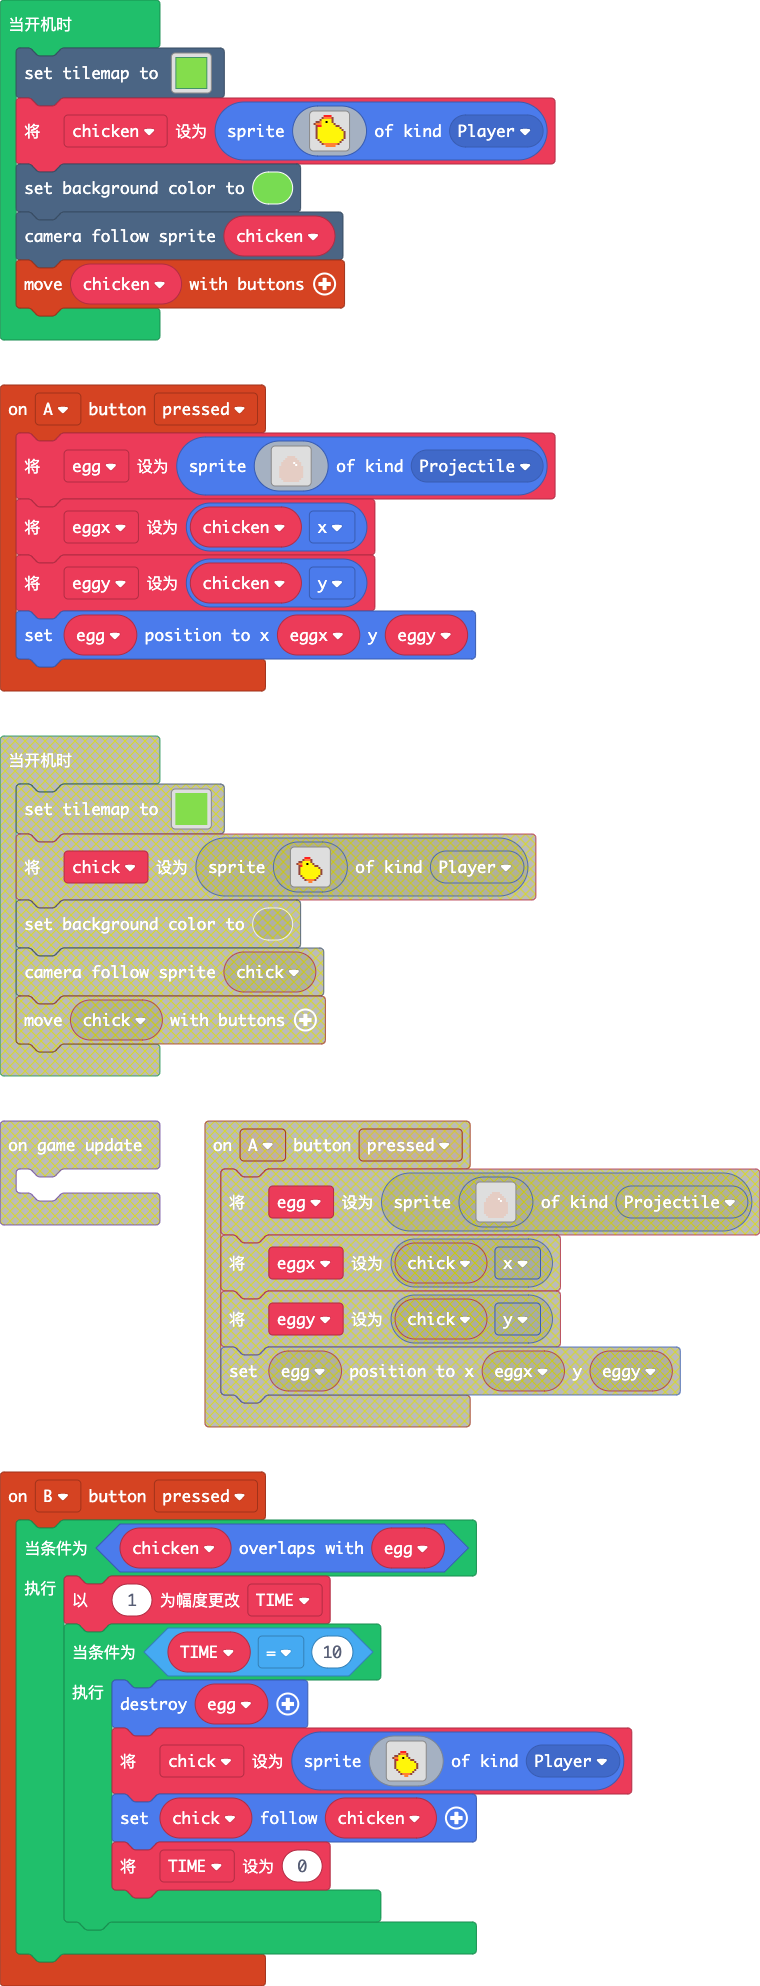 当开机时
set tilemap to
将 chicken 设为 sprite of kind Player
set background color to
camera follow sprite chicken
move chicken with buttons
on A button pressed
将 egg 设为 sprite of kind Projectile
将 eggx 设为 chicken x
将 eggy 设为 chicken y
set egg position to x eggx y eggy
当开机时
set tilemap to
将 chick 设为 sprite of kind Player
set background color to
camera follow sprite chick
move chick with buttons
on game update
on A button pressed
将 egg 设为 sprite of kind Projectile
将 eggx 设为 chick x
将 eggy 设为 chick y
set egg position to x eggx y eggy
on B button pressed
当条件为 chicken overlaps with egg
执行
以 1 为幅度更改 TIME
当条件为 TIME = 10
执行
destroy egg
将 chick 设为 sprite of kind Player
set chick follow chicken
将 TIME 设为 0